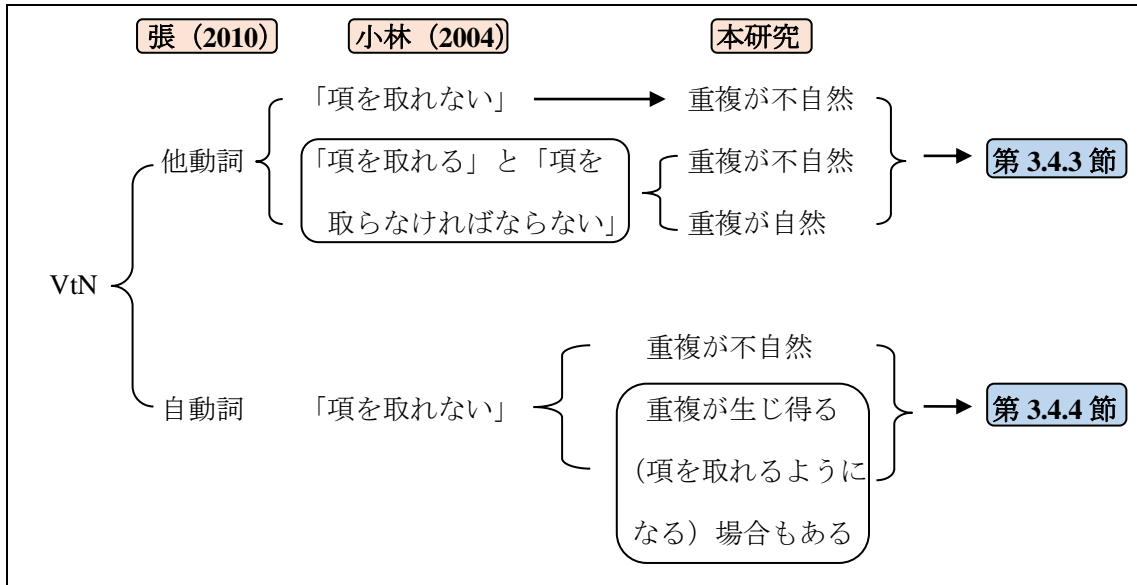 張（2010） 小林（2004） 本研究
「項を取れない」 重複が不自然
他動詞 「項を取れる」と「項を 重複が不自然 第 3.4.3 節
取らなければならない」 重複が自然
VtN
重複が不自然
自動詞 「項を取れない」 重複が生じ得る 第 3.4.4 節
（項を取れるように
なる）場合もある